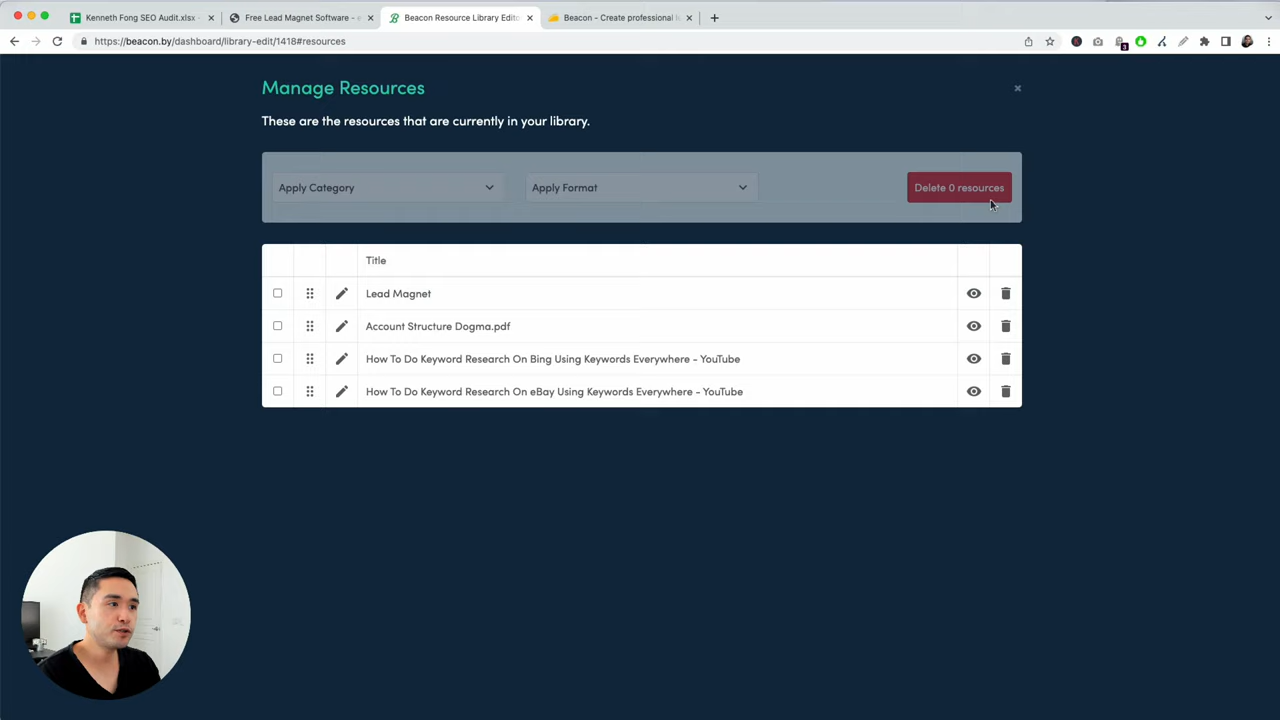 Kenneth Fong SEO Audit.xlsx
Free Lead Magnet Software - e
Beacon Resource Library Edito
Beacon - Create professional l
https://beacon.by/dashboard/library-edit/1418#resources
3
Manage Resources
These are the resources that are currently in your library.
Apply Category
Apply Format
Delete 0 resources
Title
Lead Magnet
Account Structure Dogma.pdf
How To Do Keyword Research On Bing Using Keywords Everywhere - YouTube
How To Do Keyword Research On eBay Using Keywords Everywhere - YouTube